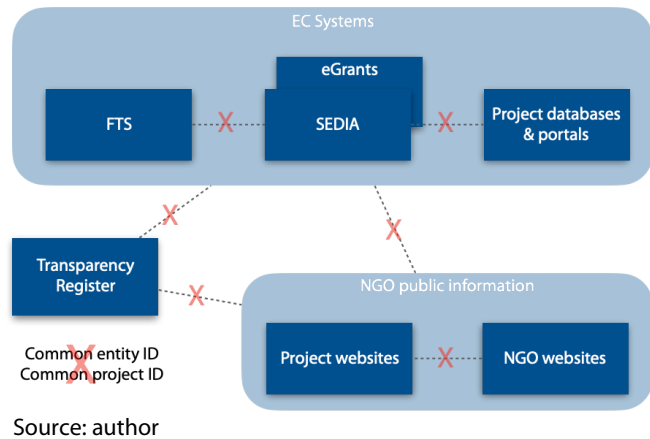 EC Systems
eGrants
FTS
SEDIA
Project databases
& portals
X
X
X
X
Transparency
Register
X
NGO public information
Common entity ID
Common project ID
X
Project websites
X
NGO websites
Source: author